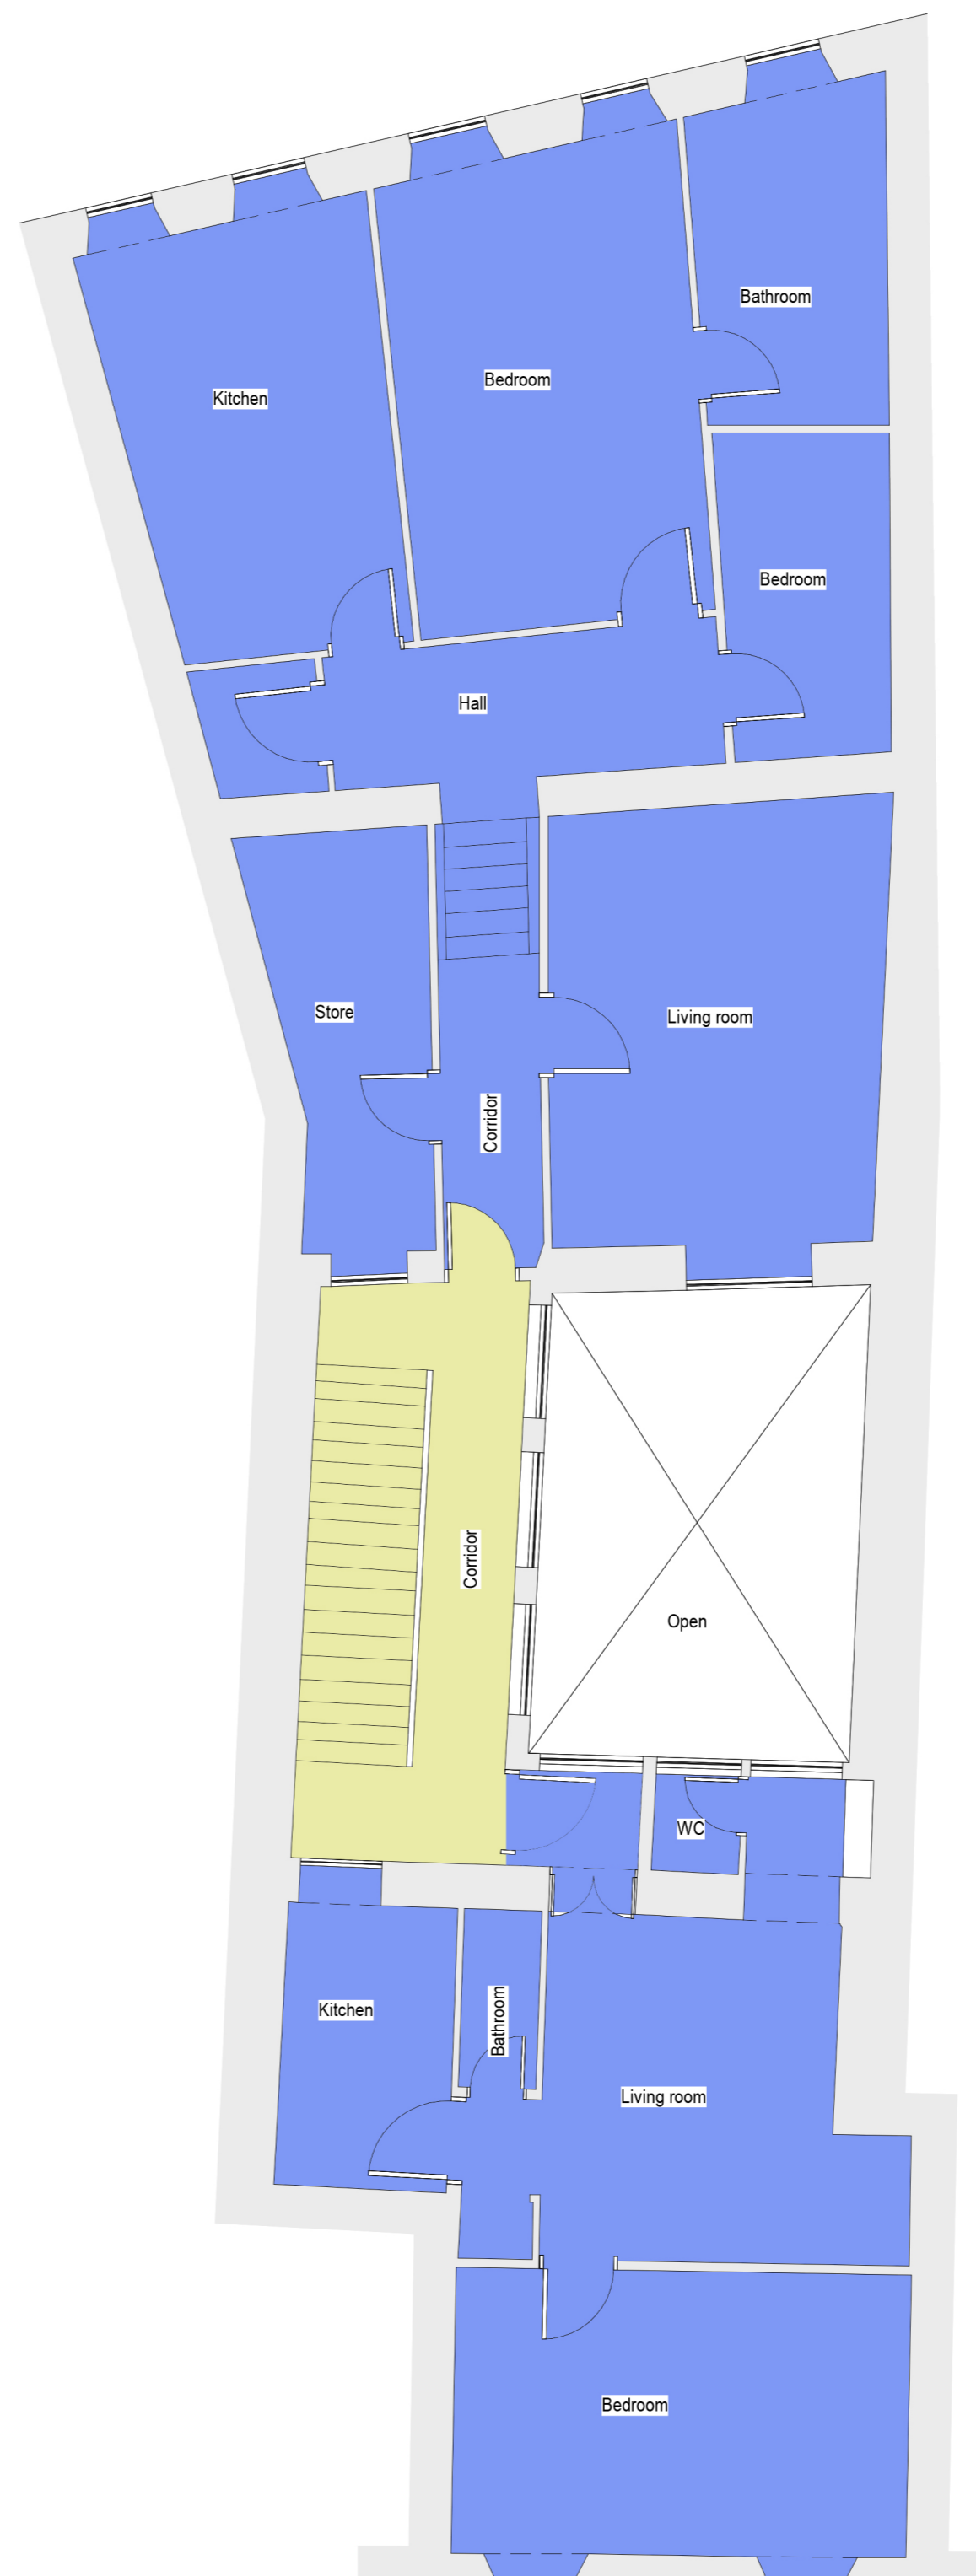 Bathroom
Bedroom
Kitchen
Bedroom
Hall
Store
Living room
Corridor
Corridor
Open
WC
Kitchen
Bathroom
Living room
Bedroom